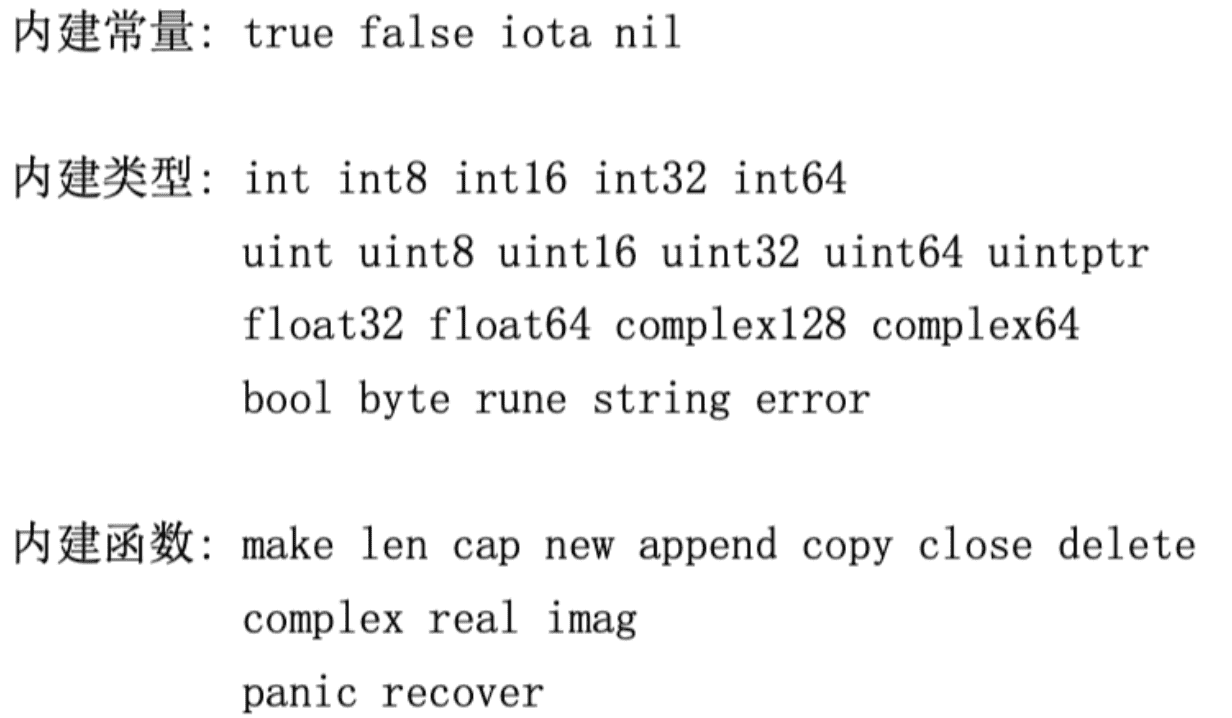 内建常量: true false iota nil
内建类型: int int8 int16 int32 int64
uint uint8 uint16 uint32 uint64 uintptr
float32 float64 complex128 complex64
bool byte rune string error
内建函数: make len cap new append copy close delete
complex real imag
panic recover